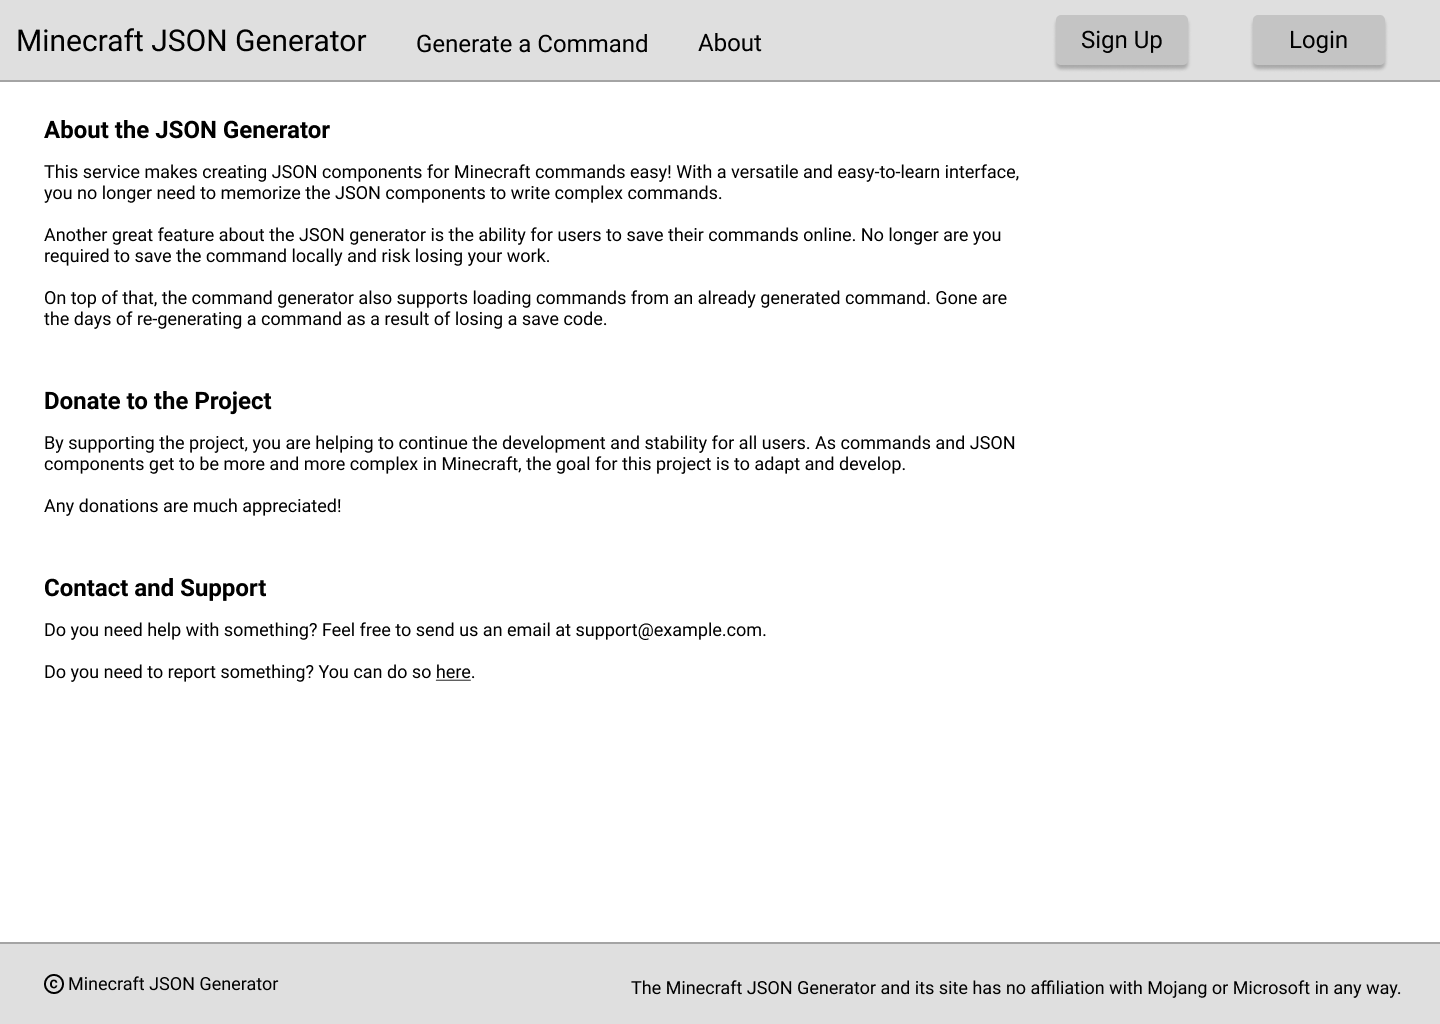 Minecraft JSON Generator
Generate a Command
About
Sign Up
Login
About the JSON Generator
This service makes creating JSON components for Minecraft commands easy! With a versatile and easy-to-learn interface,
you no longer need to memorize the JSON components to write complex commands.
Another great feature about the JSON generator is the ability for users to save their commands online. No longer are you
required to save the command locally and risk losing your work.
On top of that, the command generator also supports loading commands from an already generated command. Gone are
the days of re-generating a command as a result of losing a save code.
Donate to the Project
By supporting the project, you are helping to continue the development and stability for all users. As commands and JSON
components get to be more and more complex in Minecraft, the goal for this project is to adapt and develop.
Any donations are much appreciated!
Contact and Support
Do you need help with something? Feel free to send us an email at support@example.com.
Do you need to report something? You can do so here.
© Minecraft JSON Generator
The Minecraft JSON Generator and its site has no affiliation with Mojang or Microsoft in any way.